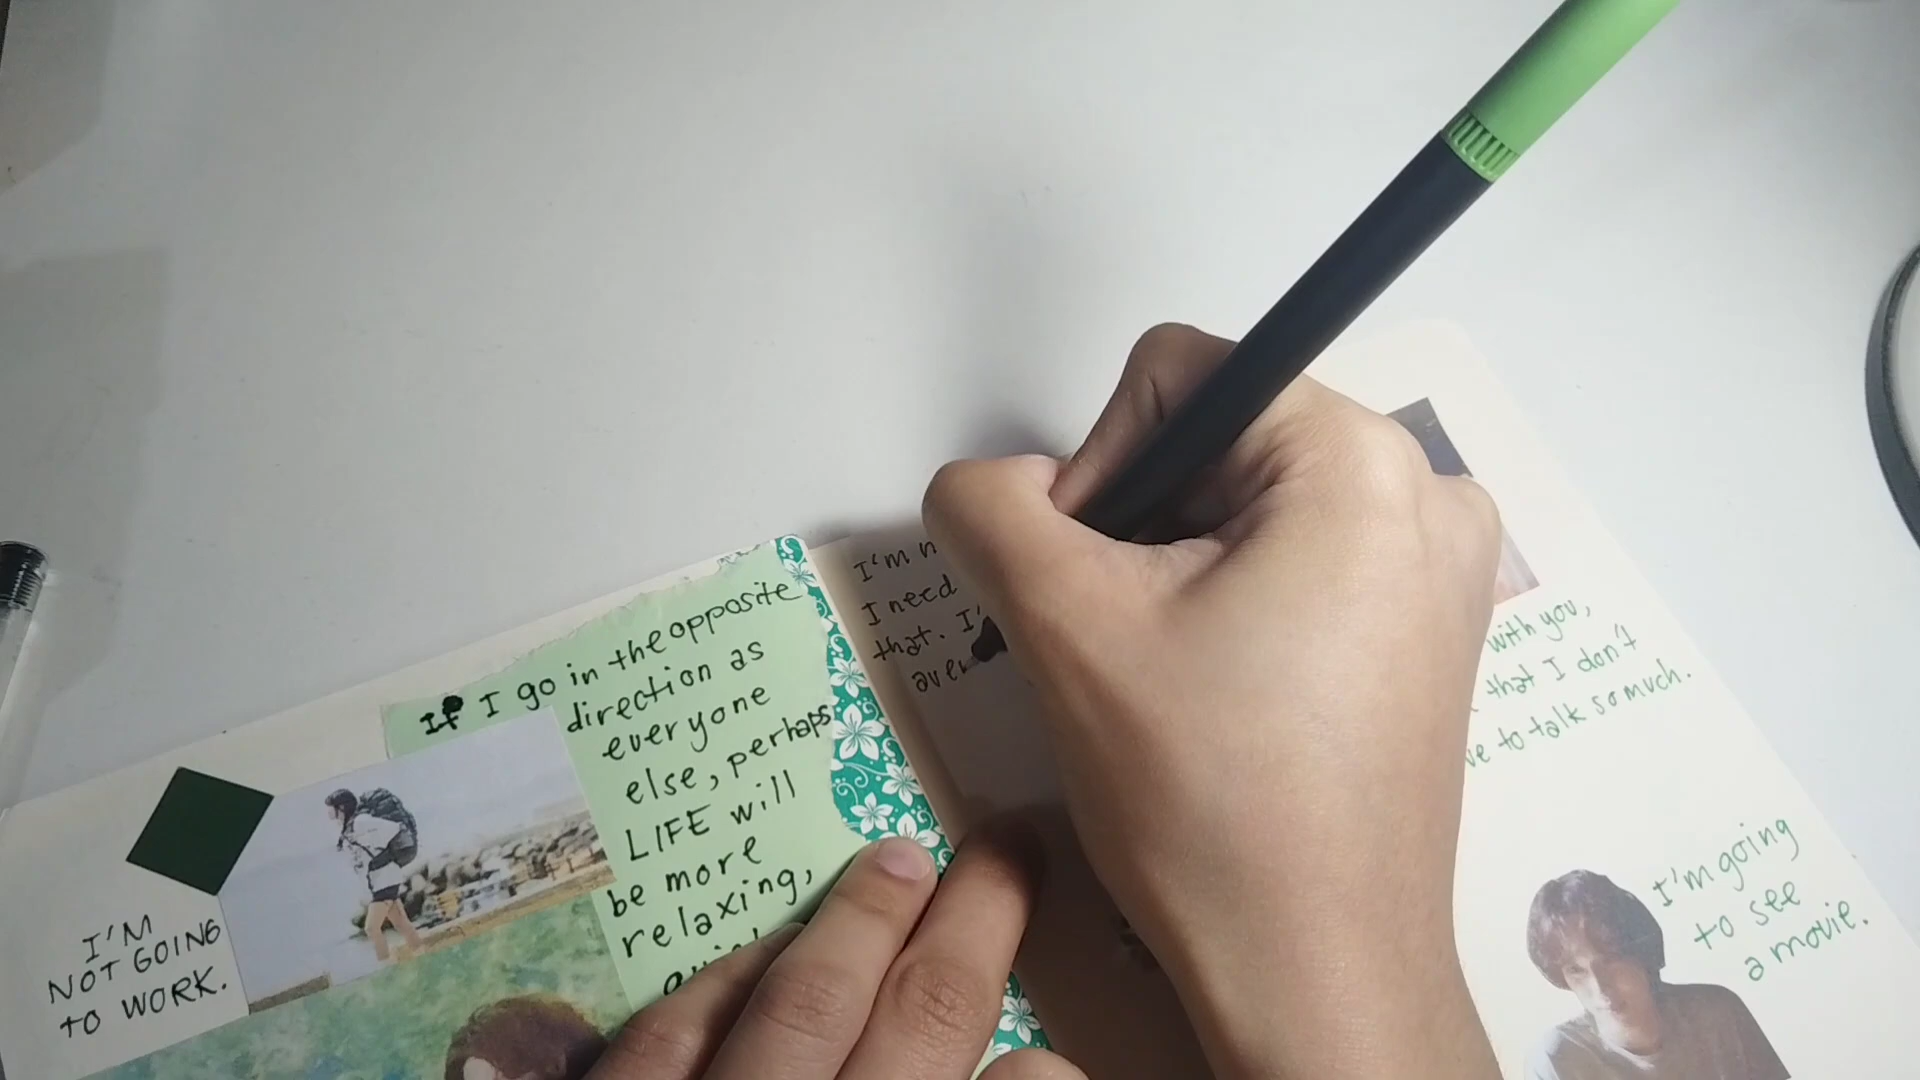 I'M
NOT GOING
TO WORK.
If I go in the opposite
direction as
everyone
else, perhaps
LIFE will
be more
relaxing,
I'm
I need
that.
with you,
that I don't
to talk so much.
I'm going
to see
a movie.